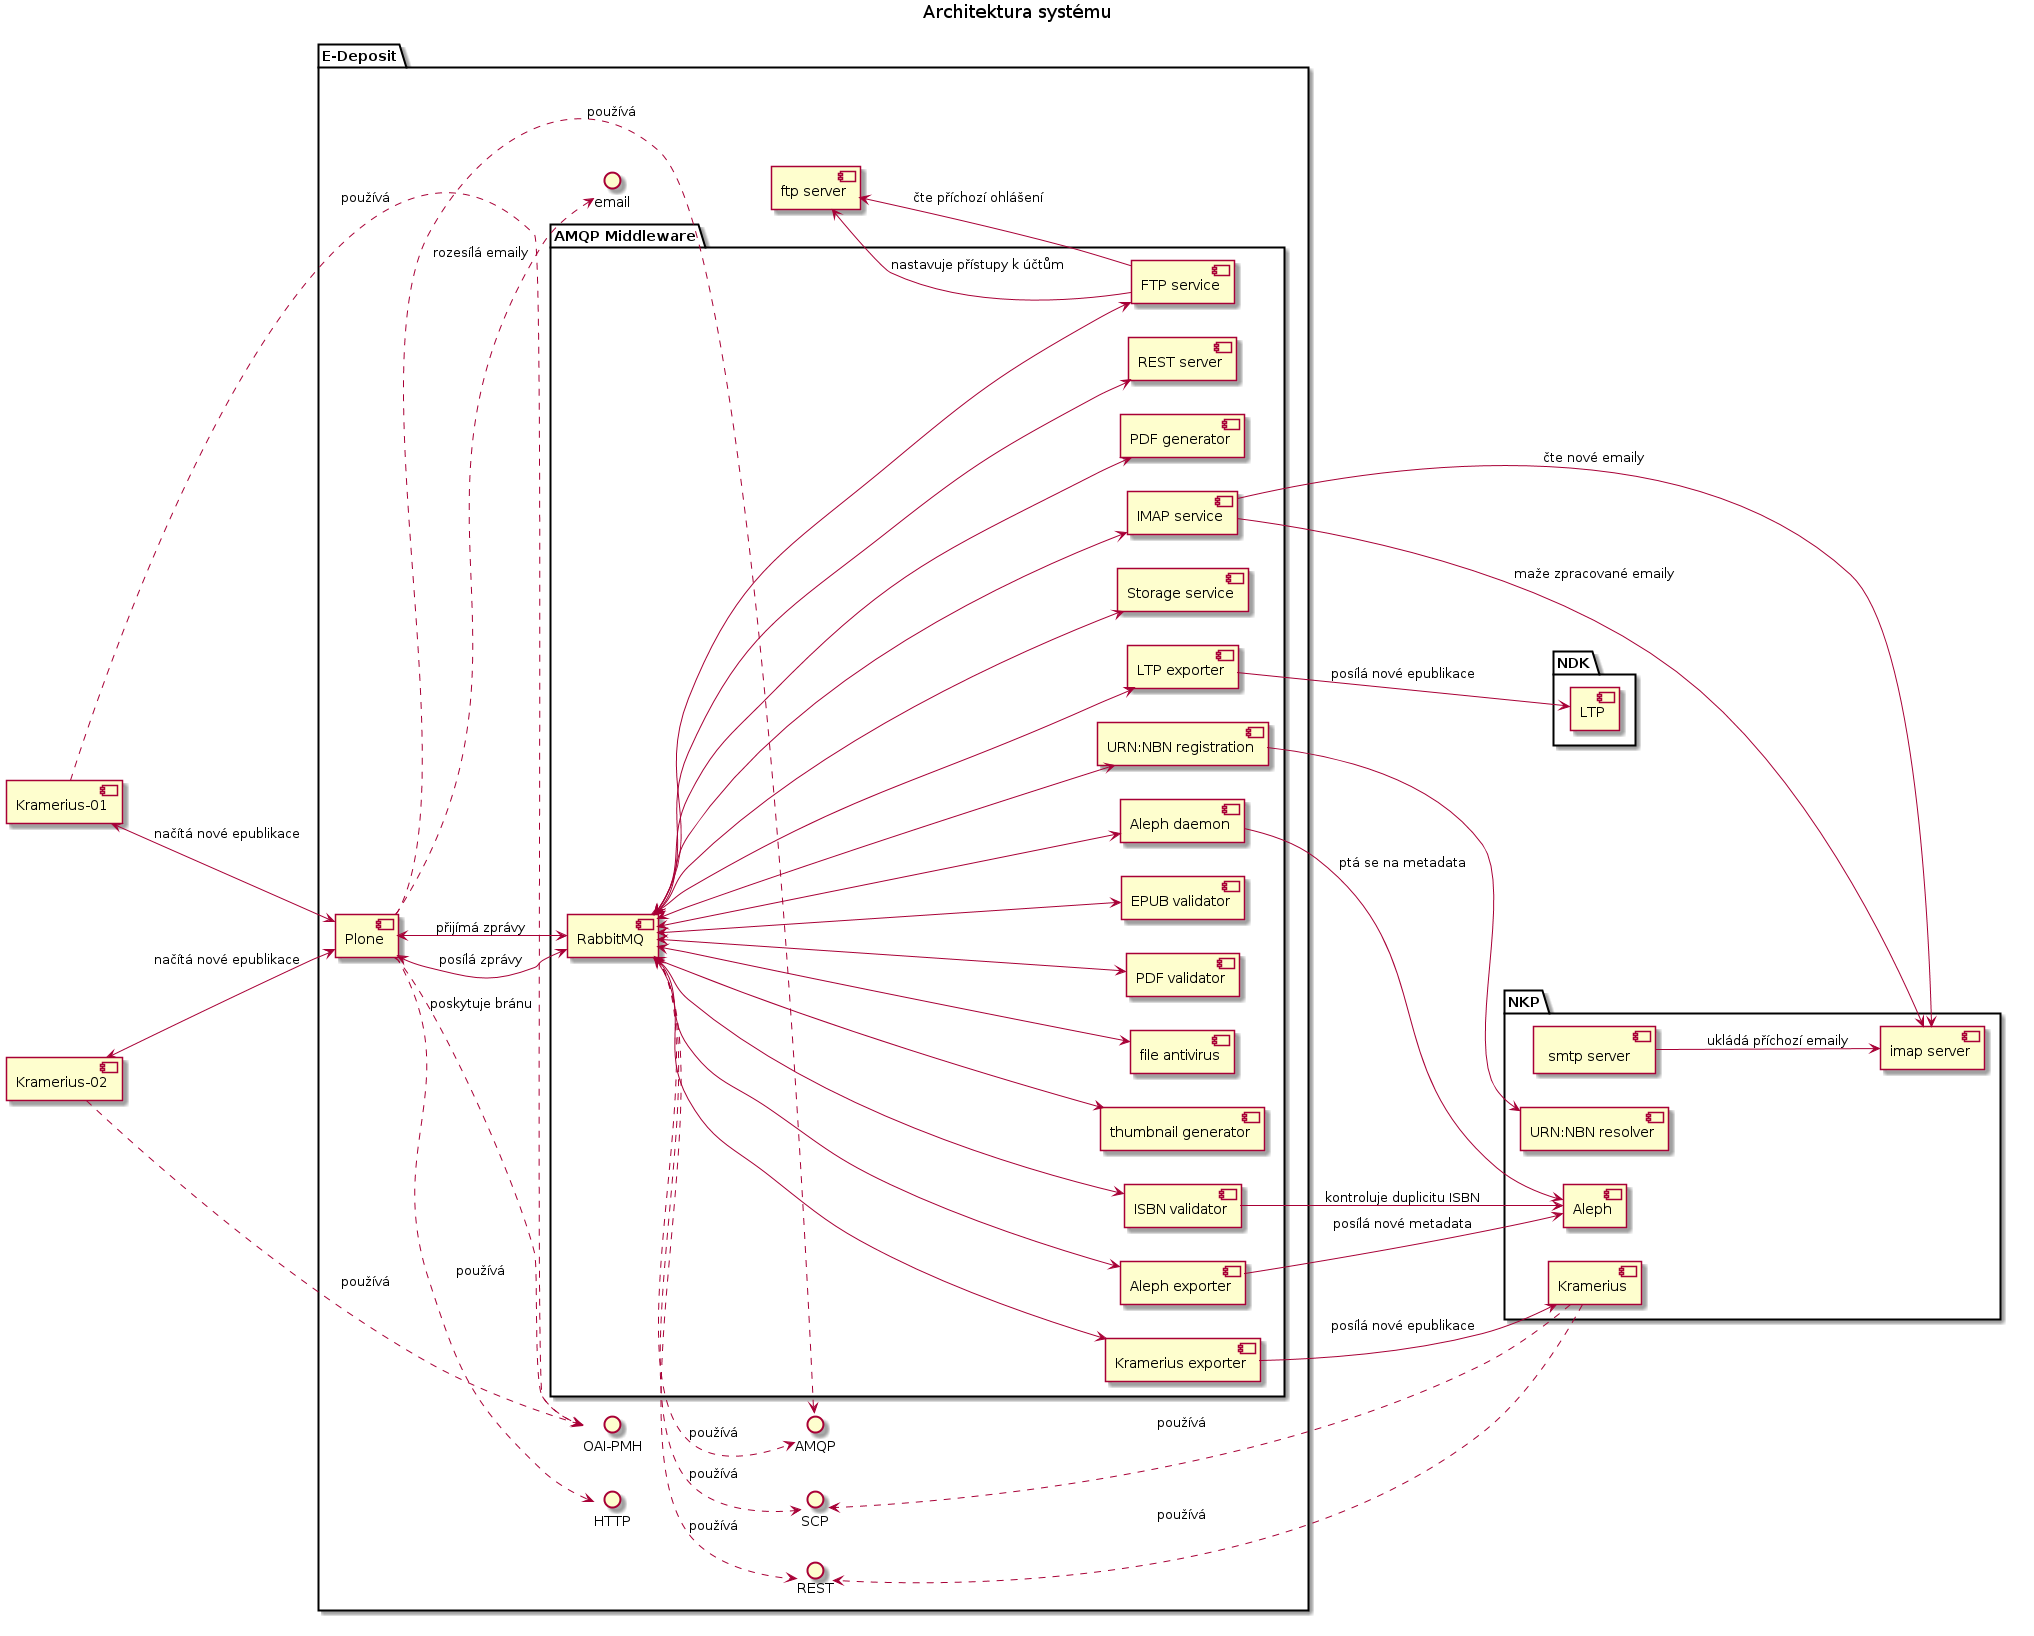 Architektura systému
E-Deposit
používá
ftp server
email
používá
čte příchozí ohlášení
AMQP Middleware
rozesílá emaily
nastavuje přístupy k účtům
FTP service
REST server
PDF generator
čte nové emaily
IMAP service
maže zpracované emaily
Storage service
NDK
LTP exporter
posílá nové epublikace
LTP
URN:NBN registration
Kramerius-01
Aleph daemon
načítá nové epublikace
ptá se na metadata
EPUB validator
přijímá zprávy
Plone
RabbitMQ
posílá zprávy
načítá nové epublikace
PDF validator
poskytuje bránu
NKP
ukládá příchozí emaily
smtp server
imap server
file antivirus
Kramerius-02
thumbnail generator
URN:NBN resolver
kontroluje duplicitu ISBN
ISBN validator
Aleph
posílá nové metadata
používá
používá
Aleph exporter
Kramerius
posílá nové epublikace
Kramerius exporter
používá
používá
OAI-PMH
AMQP
používá
používá
HTTP
SCP
používá
REST